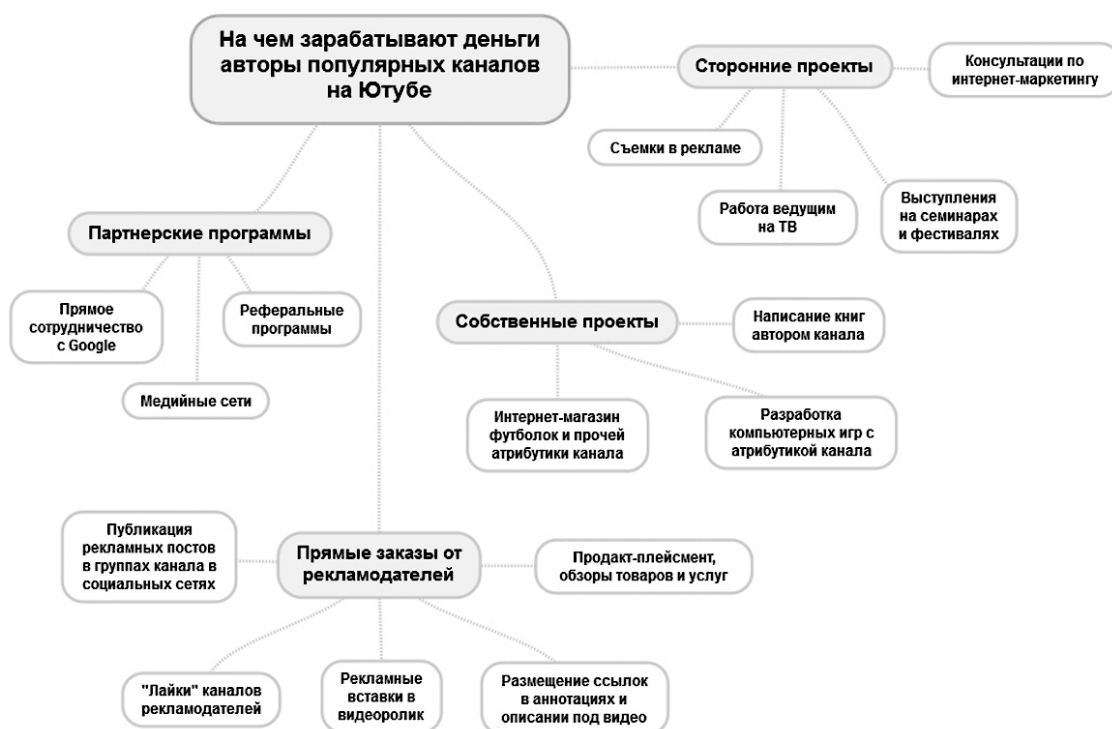 На чем зарабатывают деньги
авторы популярных каналов
на Ютубе
Сторонние проекты
Консультации по
интернет-маркетингу
Съемки в рекламе
Работа ведущим
на ТВ
Выступления
на семинарах
и фестивалях
Партнерские программы
Прямое
сотрудничество
с Google
Реферальные
программы
Медийные сети
Собственные проекты
Написание книг
автором канала
Интернет-магазин
футболок и прочей
атрибутики канала
Разработка
компьютерных игр с
атрибутикой канала
Прямые заказы от
рекламодателей
Публикация
рекламных постов
в группах канала в
социальных сетях
Продакт-плейсмент,
обзоры товаров и услуг
"Лайки" каналов
рекламодателей
Рекламные
вставки в
видеоролик
Размещение ссылок
в аннотациях и
описании под видео